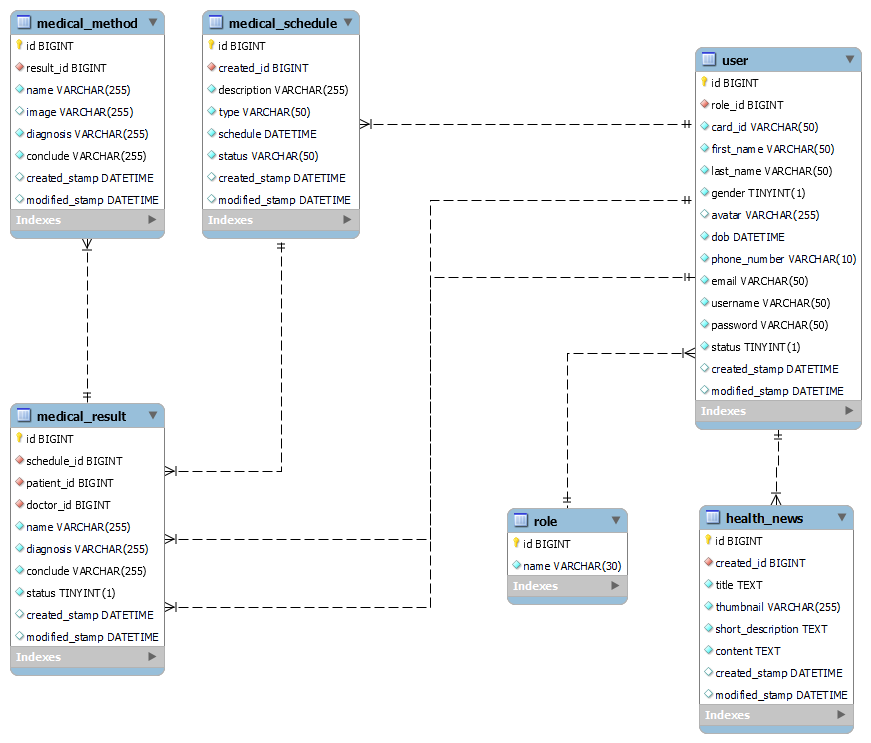 medical_method
id BIGINT
result_id BIGINT
name VARCHAR(255)
image VARCHAR(255)
diagnosis VARCHAR(255)
conclude VARCHAR(255)
created_stamp DATETIME
modified_stamp DATETIME
Indexes
medical_schedule
id BIGINT
created_id BIGINT
description VARCHAR(255)
type VARCHAR(50)
schedule DATETIME
status VARCHAR(50)
created_stamp DATETIME
modified_stamp DATETIME
Indexes
user
id BIGINT
role_id BIGINT
card_id VARCHAR(50)
first_name VARCHAR(50)
last_name VARCHAR(50)
gender TINYINT(1)
avatar VARCHAR(255)
dob DATETIME
phone_number VARCHAR(10)
email VARCHAR(50)
username VARCHAR(50)
password VARCHAR(50)
status TINYINT(1)
created_stamp DATETIME
modified_stamp DATETIME
Indexes
medical_result
id BIGINT
schedule_id BIGINT
patient_id BIGINT
doctor_id BIGINT
name VARCHAR(255)
diagnosis VARCHAR(255)
conclude VARCHAR(255)
status TINYINT(1)
created_stamp DATETIME
modified_stamp DATETIME
Indexes
role
id BIGINT
name VARCHAR(30)
Indexes
health_news
id BIGINT
created_id BIGINT
title TEXT
thumbnail VARCHAR(255)
short_description TEXT
content TEXT
created_stamp DATETIME
modified_stamp DATETIME
Indexes